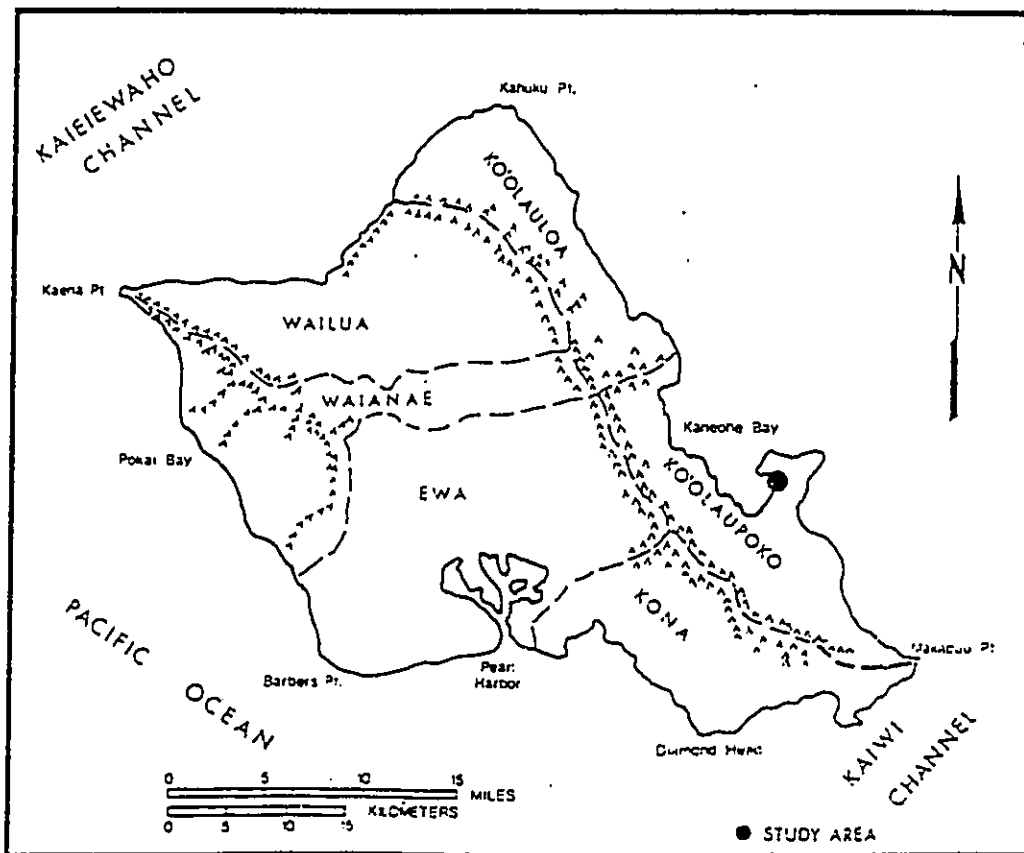 KAIEIEWAHO
CHANNEL
Kahuku Pt.
KO'OLAULOA
N
Kaena Pt
WAILUA
WAIANAE
Kaneohe Bay
Pokai Bay
EWA
KO'OLAUPOKO
KONA
PACIFIC
OCEAN
Barbers Pt.
Pearl
Harbor
Makapuu Pt
Diamond Head
KAIWI
CHANNEL
0 5 10 15
MILES
KILOMETERS
0 5 10 15
STUDY AREA